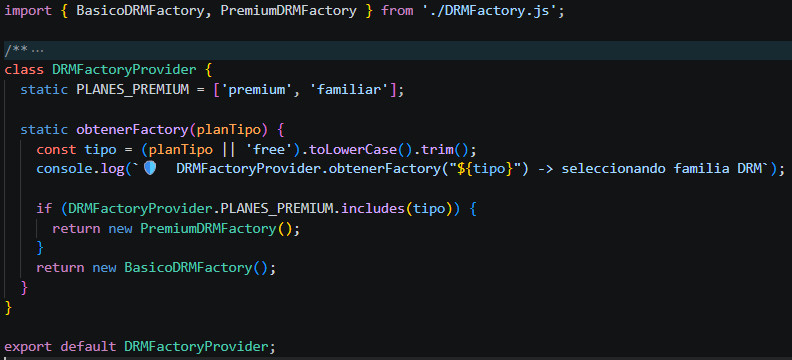 import { BasicoDRMFactory, PremiumDRMFactory } from './DRMFactory.js';
/** ...
class DRMFactoryProvider {
static PLANES_PREMIUM = ['premium', 'familiar'];
static obtenerFactory(planTipo) {
const tipo = (planTipo || 'free').toLowerCase().trim();
console.log(`🛡️ DRMFactoryProvider.obtenerFactory("${tipo}") -> seleccionando familia DRM`);
if (DRMFactoryProvider.PLANES_PREMIUM.includes(tipo)) {
return new PremiumDRMFactory();
}
return new BasicoDRMFactory();
}
}
export default DRMFactoryProvider;